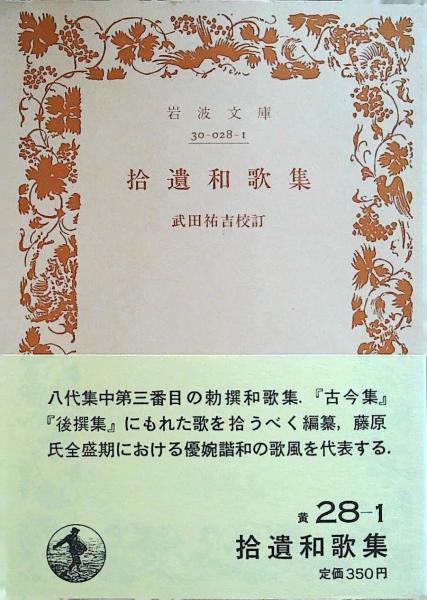 岩波文庫
30-028-1
拾遺和歌集
武田祐吉校訂
八代集中第三番目の勅撰和歌集.『古今集』
『後撰集』にもれた歌を拾うべく編纂，藤原
氏全盛期における優婉諧和の歌風を代表する.
黄 28-1
拾遺和歌集
定価350円